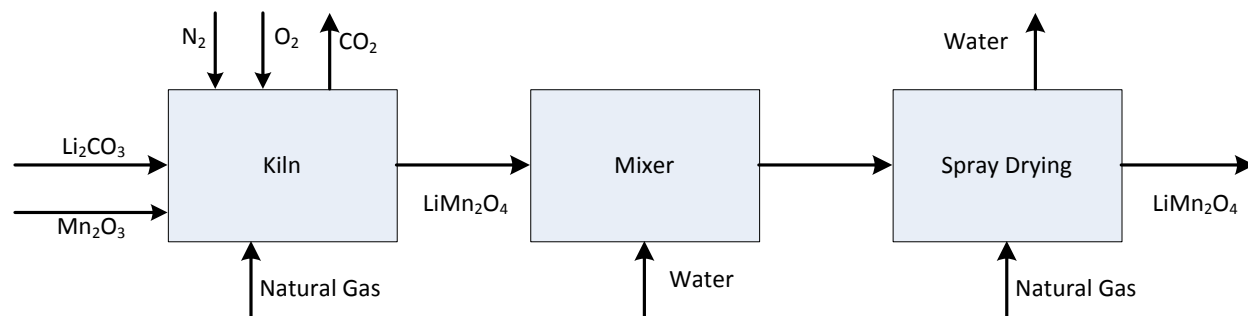 N₂
O₂
CO₂
Water
Li₂CO₃
Mn₂O₃
Kiln
LiMn₂O₄
Mixer
Spray Drying
LiMn₂O₄
Natural Gas
Water
Natural Gas